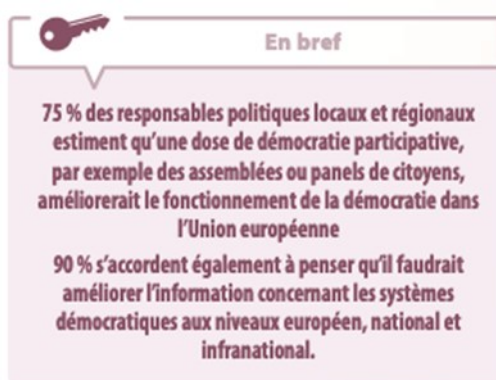 En bref
75 % des responsables politiques locaux et régionaux
estiment qu’une dose de démocratie participative,
par exemple des assemblées ou panels de citoyens,
améliorerait le fonctionnement de la démocratie dans
l’Union européenne
90 % s’accordent également à penser qu’il faudrait
améliorer l’information concernant les systèmes
démocratiques aux niveaux européen, national et
infranational.